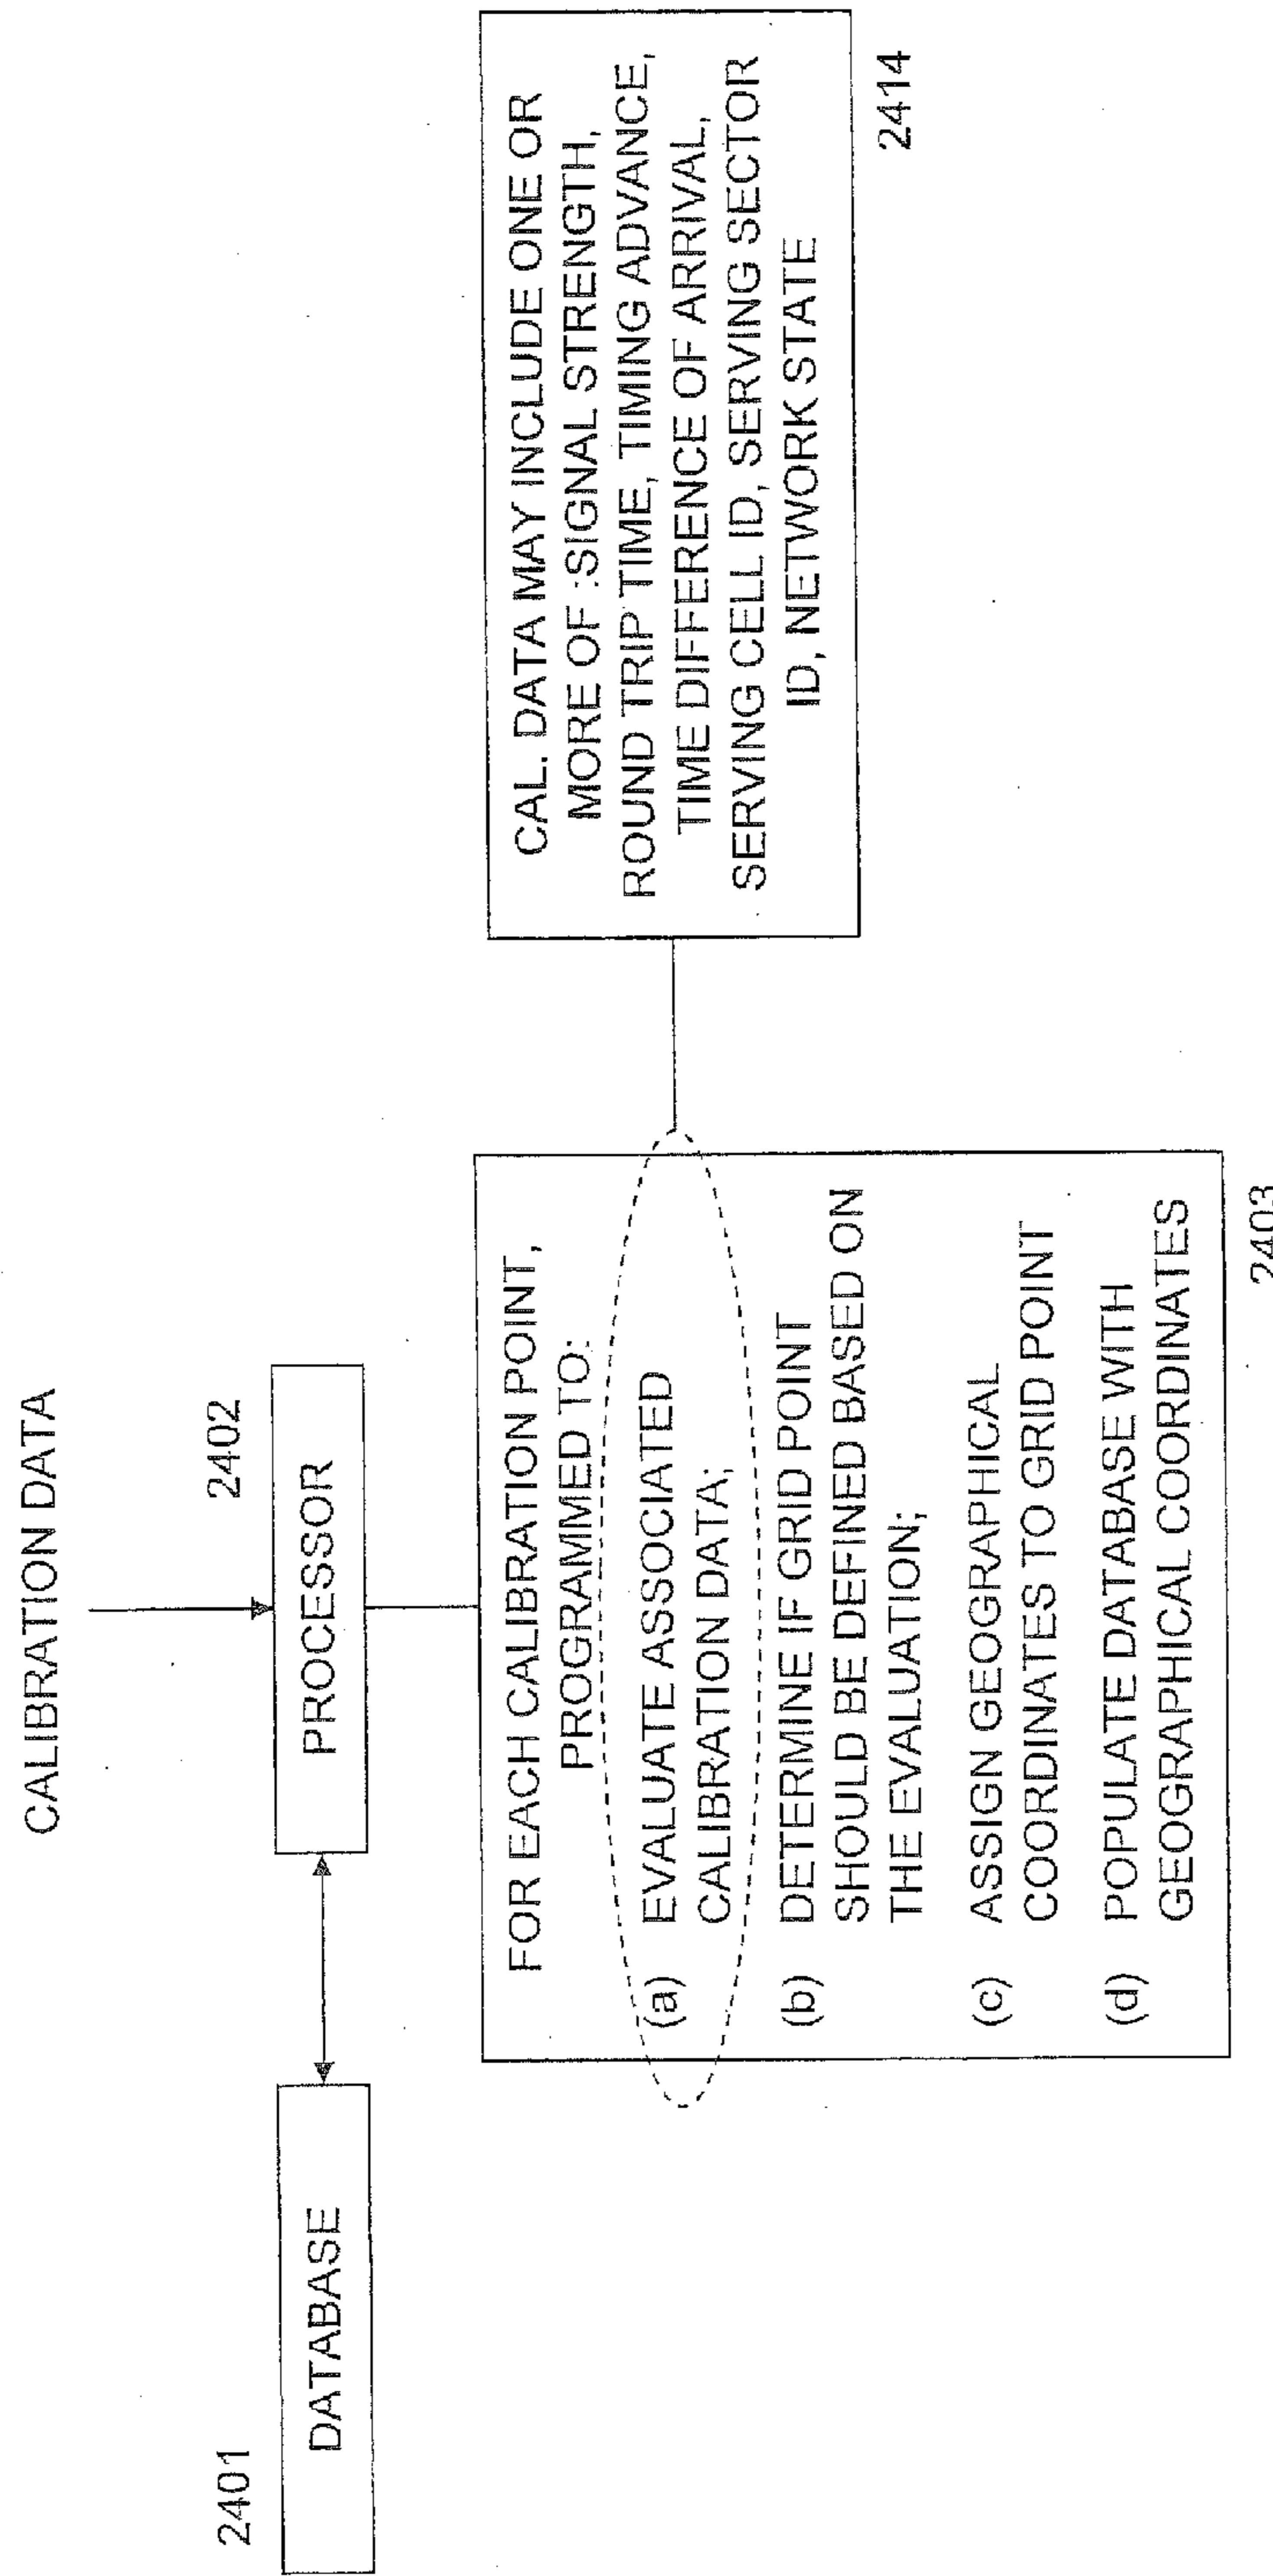 CALIBRATION DATA
2401
DATABASE
2402
PROCESSOR
FOR EACH CALIBRATION POINT,
PROGRAMMED TO:
(a) EVALUATE ASSOCIATED
CALIBRATION DATA;
(b) DETERMINE IF GRID POINT
SHOULD BE DEFINED BASED ON
THE EVALUATION;
(c) ASSIGN GEOGRAPHICAL
COORDINATES TO GRID POINT
(d) POPULATE DATABASE WITH
GEOGRAPHICAL COORDINATES
2403
CAL. DATA MAY INCLUDE ONE OR
MORE OF :SIGNAL STRENGTH,
ROUND TRIP TIME, TIMING ADVANCE,
TIME DIFFERENCE OF ARRIVAL,
SERVING CELL ID, SERVING SECTOR
ID, NETWORK STATE
2414